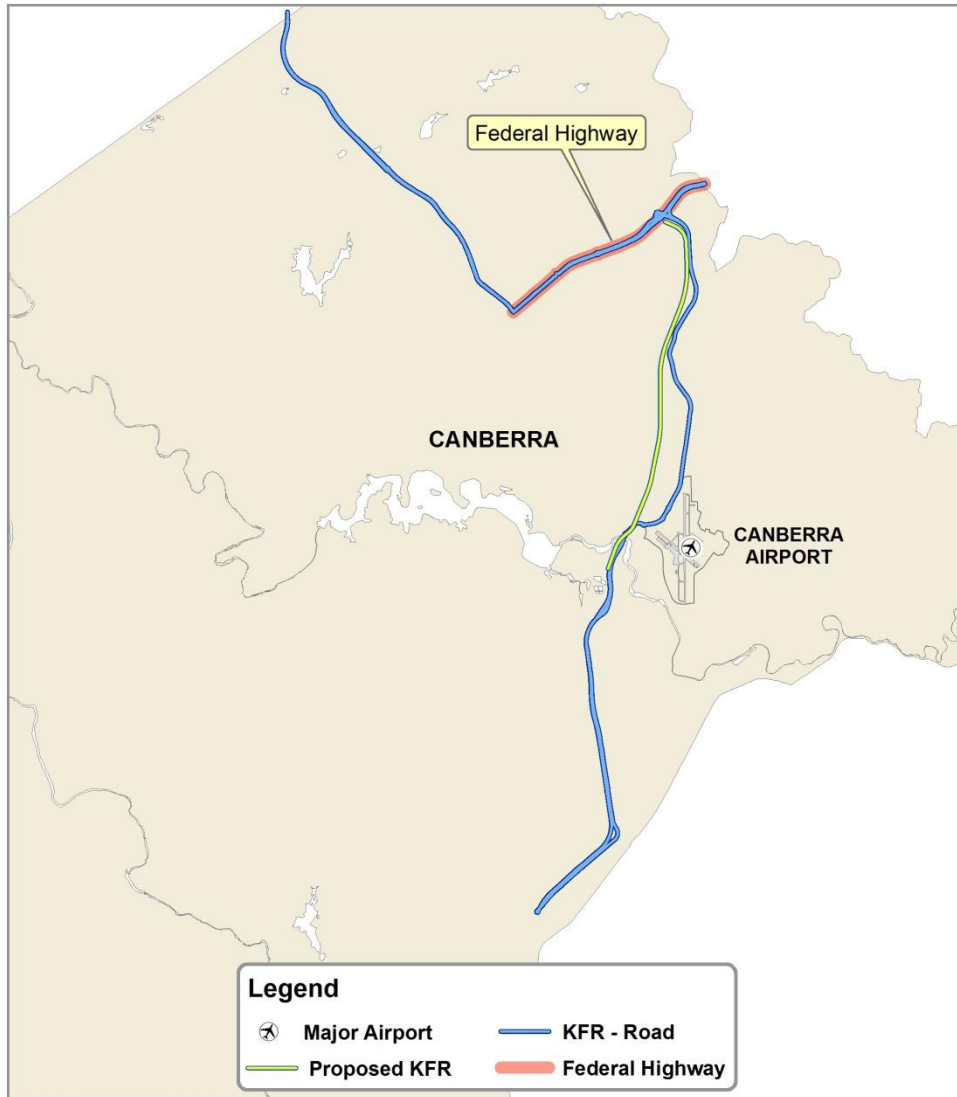 Federal Highway
CANBERRA
CANBERRA
AIRPORT
Legend
Major Airport
KFR - Road
Proposed KFR
Federal Highway